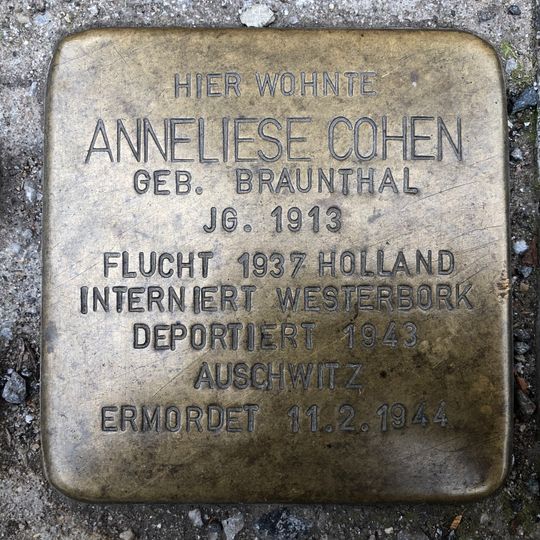 HIER WOHNTE
ANNELIESE COHEN
GEB. BRAUNTHAL
JG. 1913
FLUCHT 1937 HOLLAND
INTERNIERT WESTERBORK
DEPORTIERT 1943
AUSCHWITZ
ERMORDET 11.2.1944